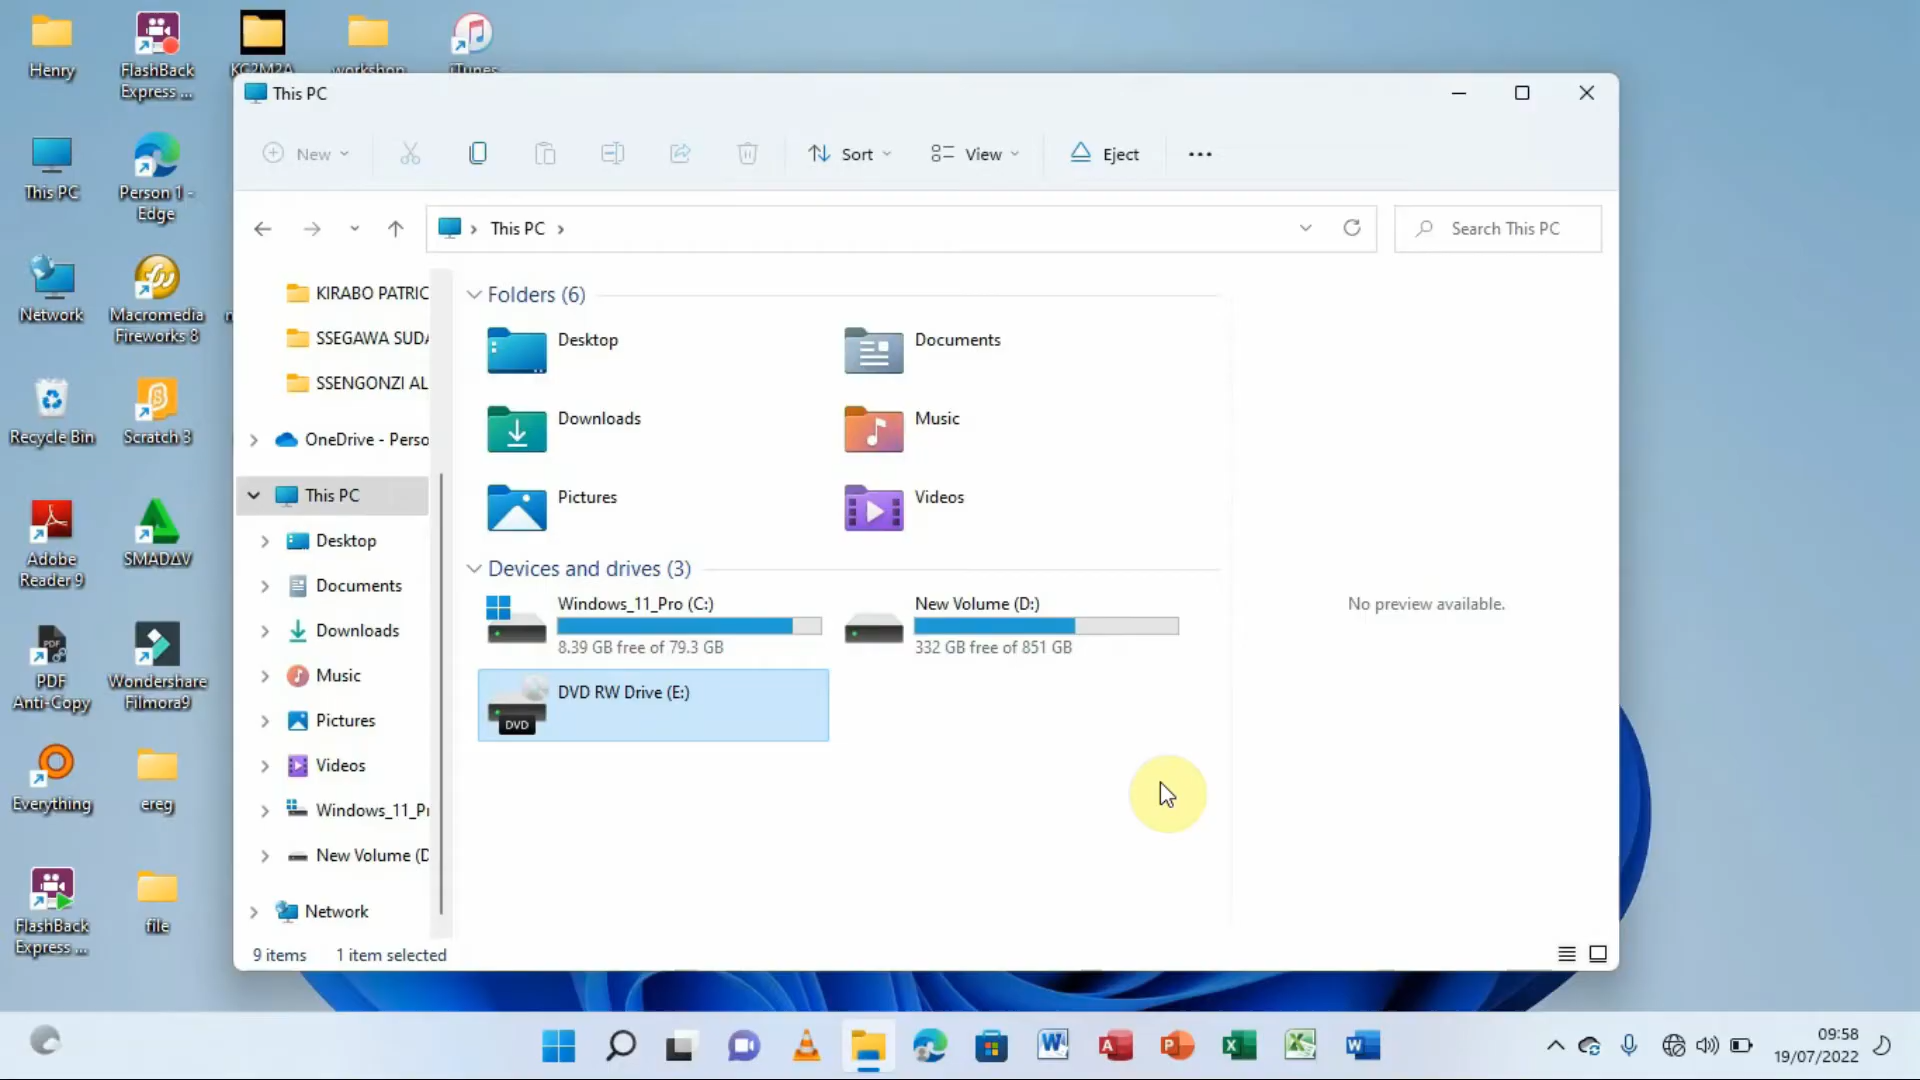 Henry
FlashBack
Express ...
KC2M2A
workshop
iTunes
This PC
Person 1 -
Edge
Network
Macromedia
Fireworks 8
Recycle Bin
Scratch 3
Adobe
Reader 9
SMADAV
PDF
Anti-Copy
Wondershare
Filmora9
Everything
ereg
FlashBack
Express ...
file
This PC
New
Sort
View
Eject
This PC
Search This PC
KIRABO PATRIC
SSEGAWA SUDA
SSENGONZI AL
OneDrive - Perso
This PC
Desktop
Documents
Downloads
Music
Pictures
Videos
Windows_11_Pr
New Volume (D
Network
Folders (6)
Desktop
Documents
Downloads
Music
Pictures
Videos
Devices and drives (3)
Windows_11_Pro (C:)
8.39 GB free of 79.3 GB
New Volume (D:)
332 GB free of 851 GB
DVD RW Drive (E:)
DVD
No preview available.
9 items
1 item selected
09:58
19/07/2022